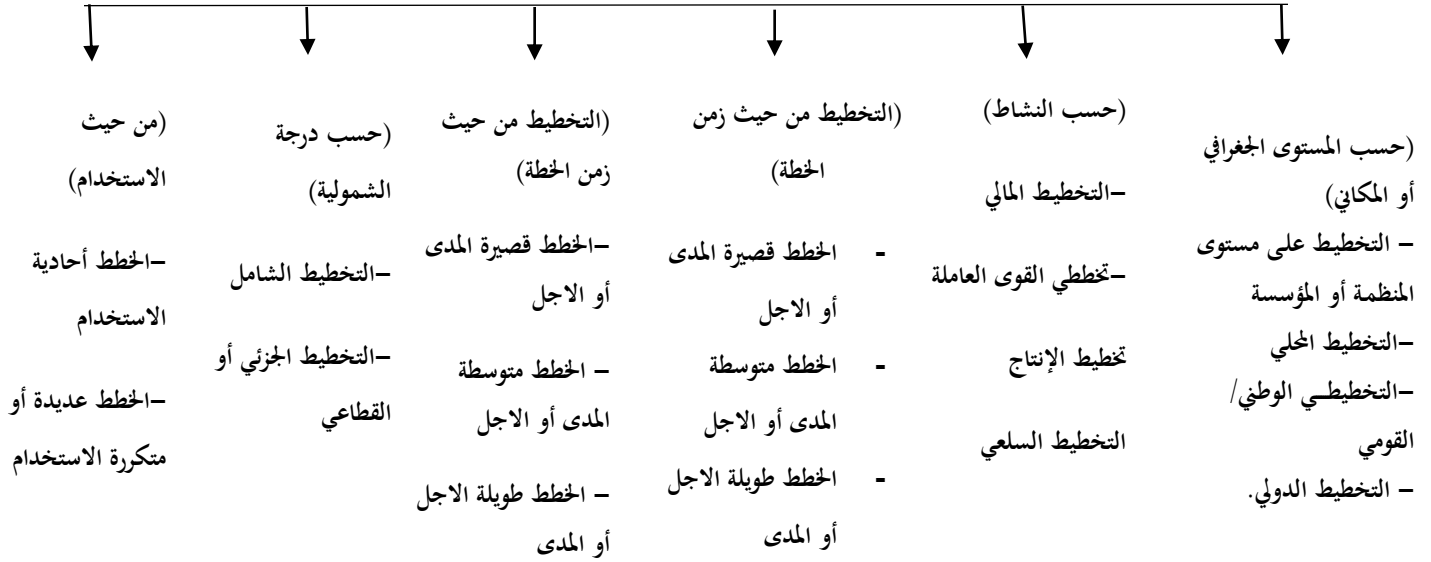 (حسب المستوى الجغرافي
أو المكاني)
– التخطيط على مستوى
المنظمة أو المؤسسة
–التخطيط المحلي
–التخطيطــي الوطني/
القومي
– التخطيط الدولي.
(حسب النشاط)
–التخطيط المالي
–تخططي القوى العاملة
تخطيط الإنتاج
التخطيط السلعي
(التخطيط من حيث زمن
الخطة)
- الخطط قصيرة المدى
أو الاجل
- الخطط متوسطة
المدى أو الاجل
- الخطط طويلة الاجل
أو المدى
(التخطيط من حيث
زمن الخطة)
–الخطط قصيرة المدى
أو الاجل
– الخطط متوسطة
المدى أو الاجل
– الخطط طويلة الاجل
أو المدى
(حسب درجة
الشمولية)
–التخطيط الشامل
–التخطيط الجزئي أو
القطاعي
(من حيث
الاستخدام)
–الخطط أحادية
الاستخدام
–الخطط عديدة أو
متكررة الاستخدام